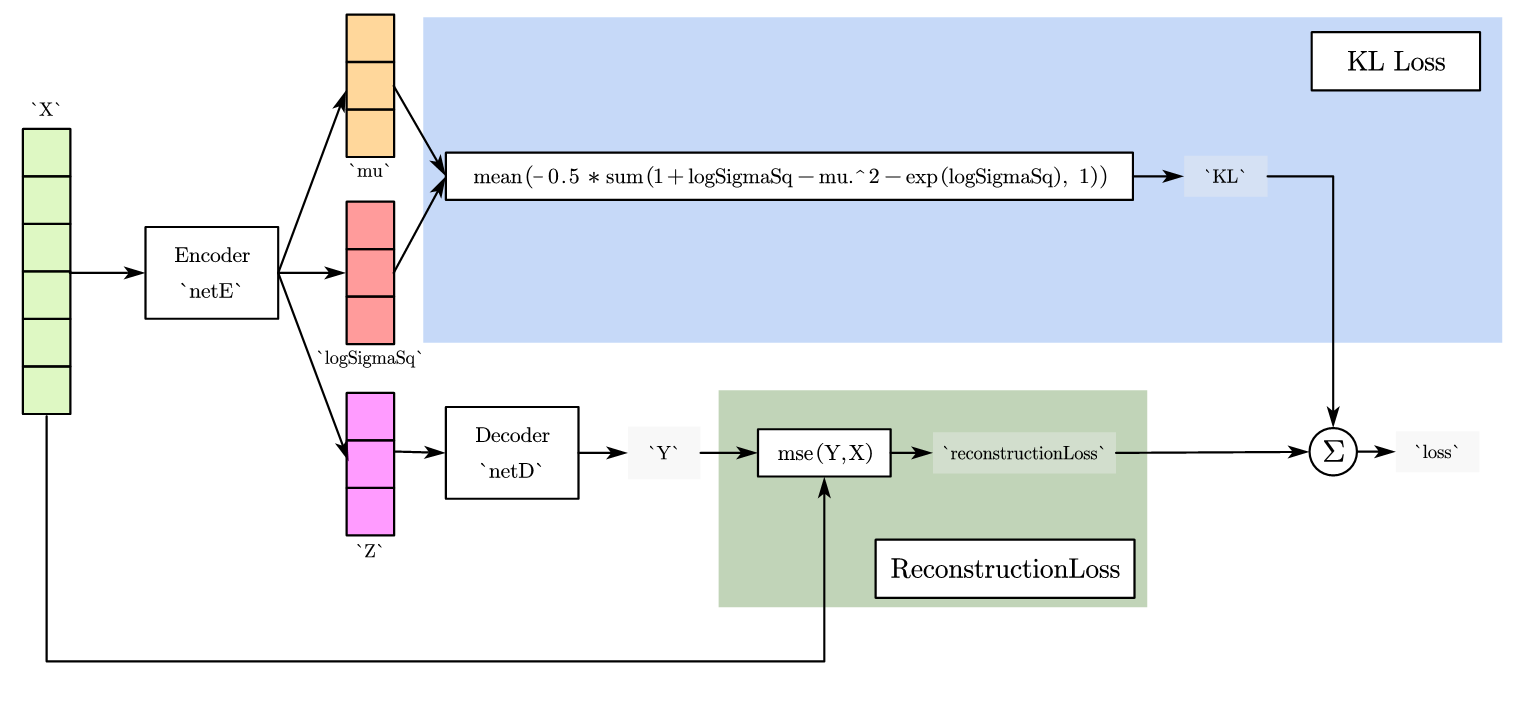 `X`
Encoder
`netE`
`mu`
`logSigmaSq`
`Z`
KL Loss
mean(-0.5 * sum(1+logSigmaSq-mu.^2-exp(logSigmaSq), 1))
`KL`
Decoder
`netD`
`Y`
mse(Y,X)
`reconstructionLoss`
ReconstructionLoss
Σ
`loss`